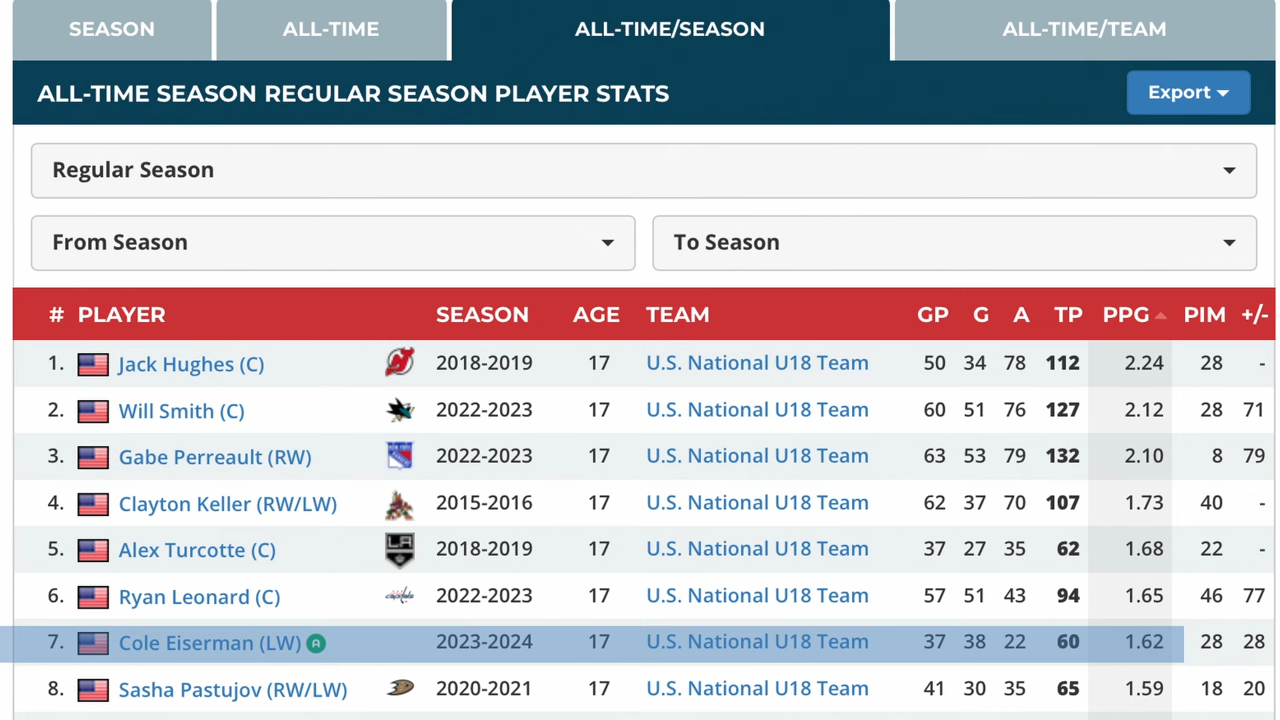 SEASON ALL-TIME ALL-TIME/SEASON ALL-TIME/TEAM
ALL-TIME SEASON REGULAR SEASON PLAYER STATS Export
Regular Season
From Season To Season
# PLAYER SEASON AGE TEAM GP G A TP PPG PIM +/-
1. Jack Hughes (C) 2018-2019 17 U.S. National U18 Team 50 34 78 112 2.24 28 -
2. Will Smith (C) 2022-2023 17 U.S. National U18 Team 60 51 76 127 2.12 28 71
3. Gabe Perreault (RW) 2022-2023 17 U.S. National U18 Team 63 53 79 132 2.10 8 79
4. Clayton Keller (RW/LW) 2015-2016 17 U.S. National U18 Team 62 37 70 107 1.73 40 -
5. Alex Turcotte (C) LA 2018-2019 17 U.S. National U18 Team 37 27 35 62 1.68 22 -
6. Ryan Leonard (C) 2022-2023 17 U.S. National U18 Team 57 51 43 94 1.65 46 77
7. Cole Eiserman (LW) A 2023-2024 17 U.S. National U18 Team 37 38 22 60 1.62 28 28
8. Sasha Pastujov (RW/LW) 2020-2021 17 U.S. National U18 Team 41 30 35 65 1.59 18 20